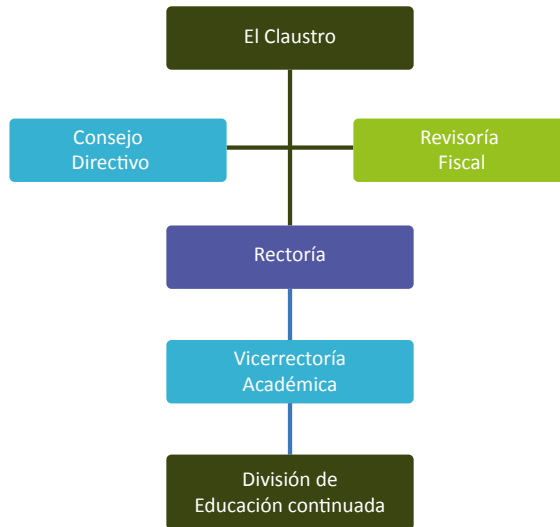 El Claustro
Consejo
Directivo
Revisoría
Fiscal
Rectoría
Vicerrectoría
Académica
División de
Educación continuada